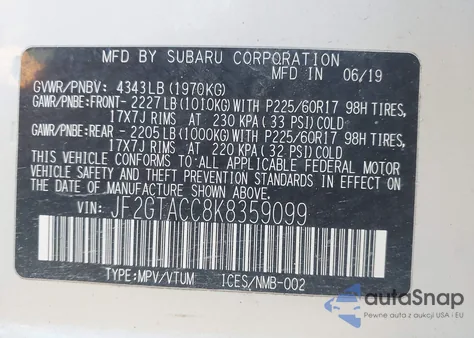 MFD BY SUBARU CORPORATION
MFD IN 06/19
GVWR/PNBV: 4343LB (1970KG)
GAWR/PNBE:FRONT- 2227LB (1010KG) WITH P225/60R17 98H TIRES,
17X7J RIMS AT 230 KPA ( 33 PSI) COLD
GAWR/PNBE:REAR - 2205LB (1000KG) WITH P225/60R17 98H TIRES,
17X7J RIMS AT 220 KPA ( 32 PSI) COLD
THIS VEHICLE CONFORMS TO ALL APPLICABLE FEDERAL MOTOR
VEHICLE SAFETY AND THEFT PREVENTION STANDARDS IN EFFECT
ON THE DATE OF MANUFACTURE SHOWN ABOVE.
VIN: JF2GTACC8K8359099
TYPE:MPV/VTUM ICES/NMB-002
autoSnap
Pewne auta z aukcji USA i EU